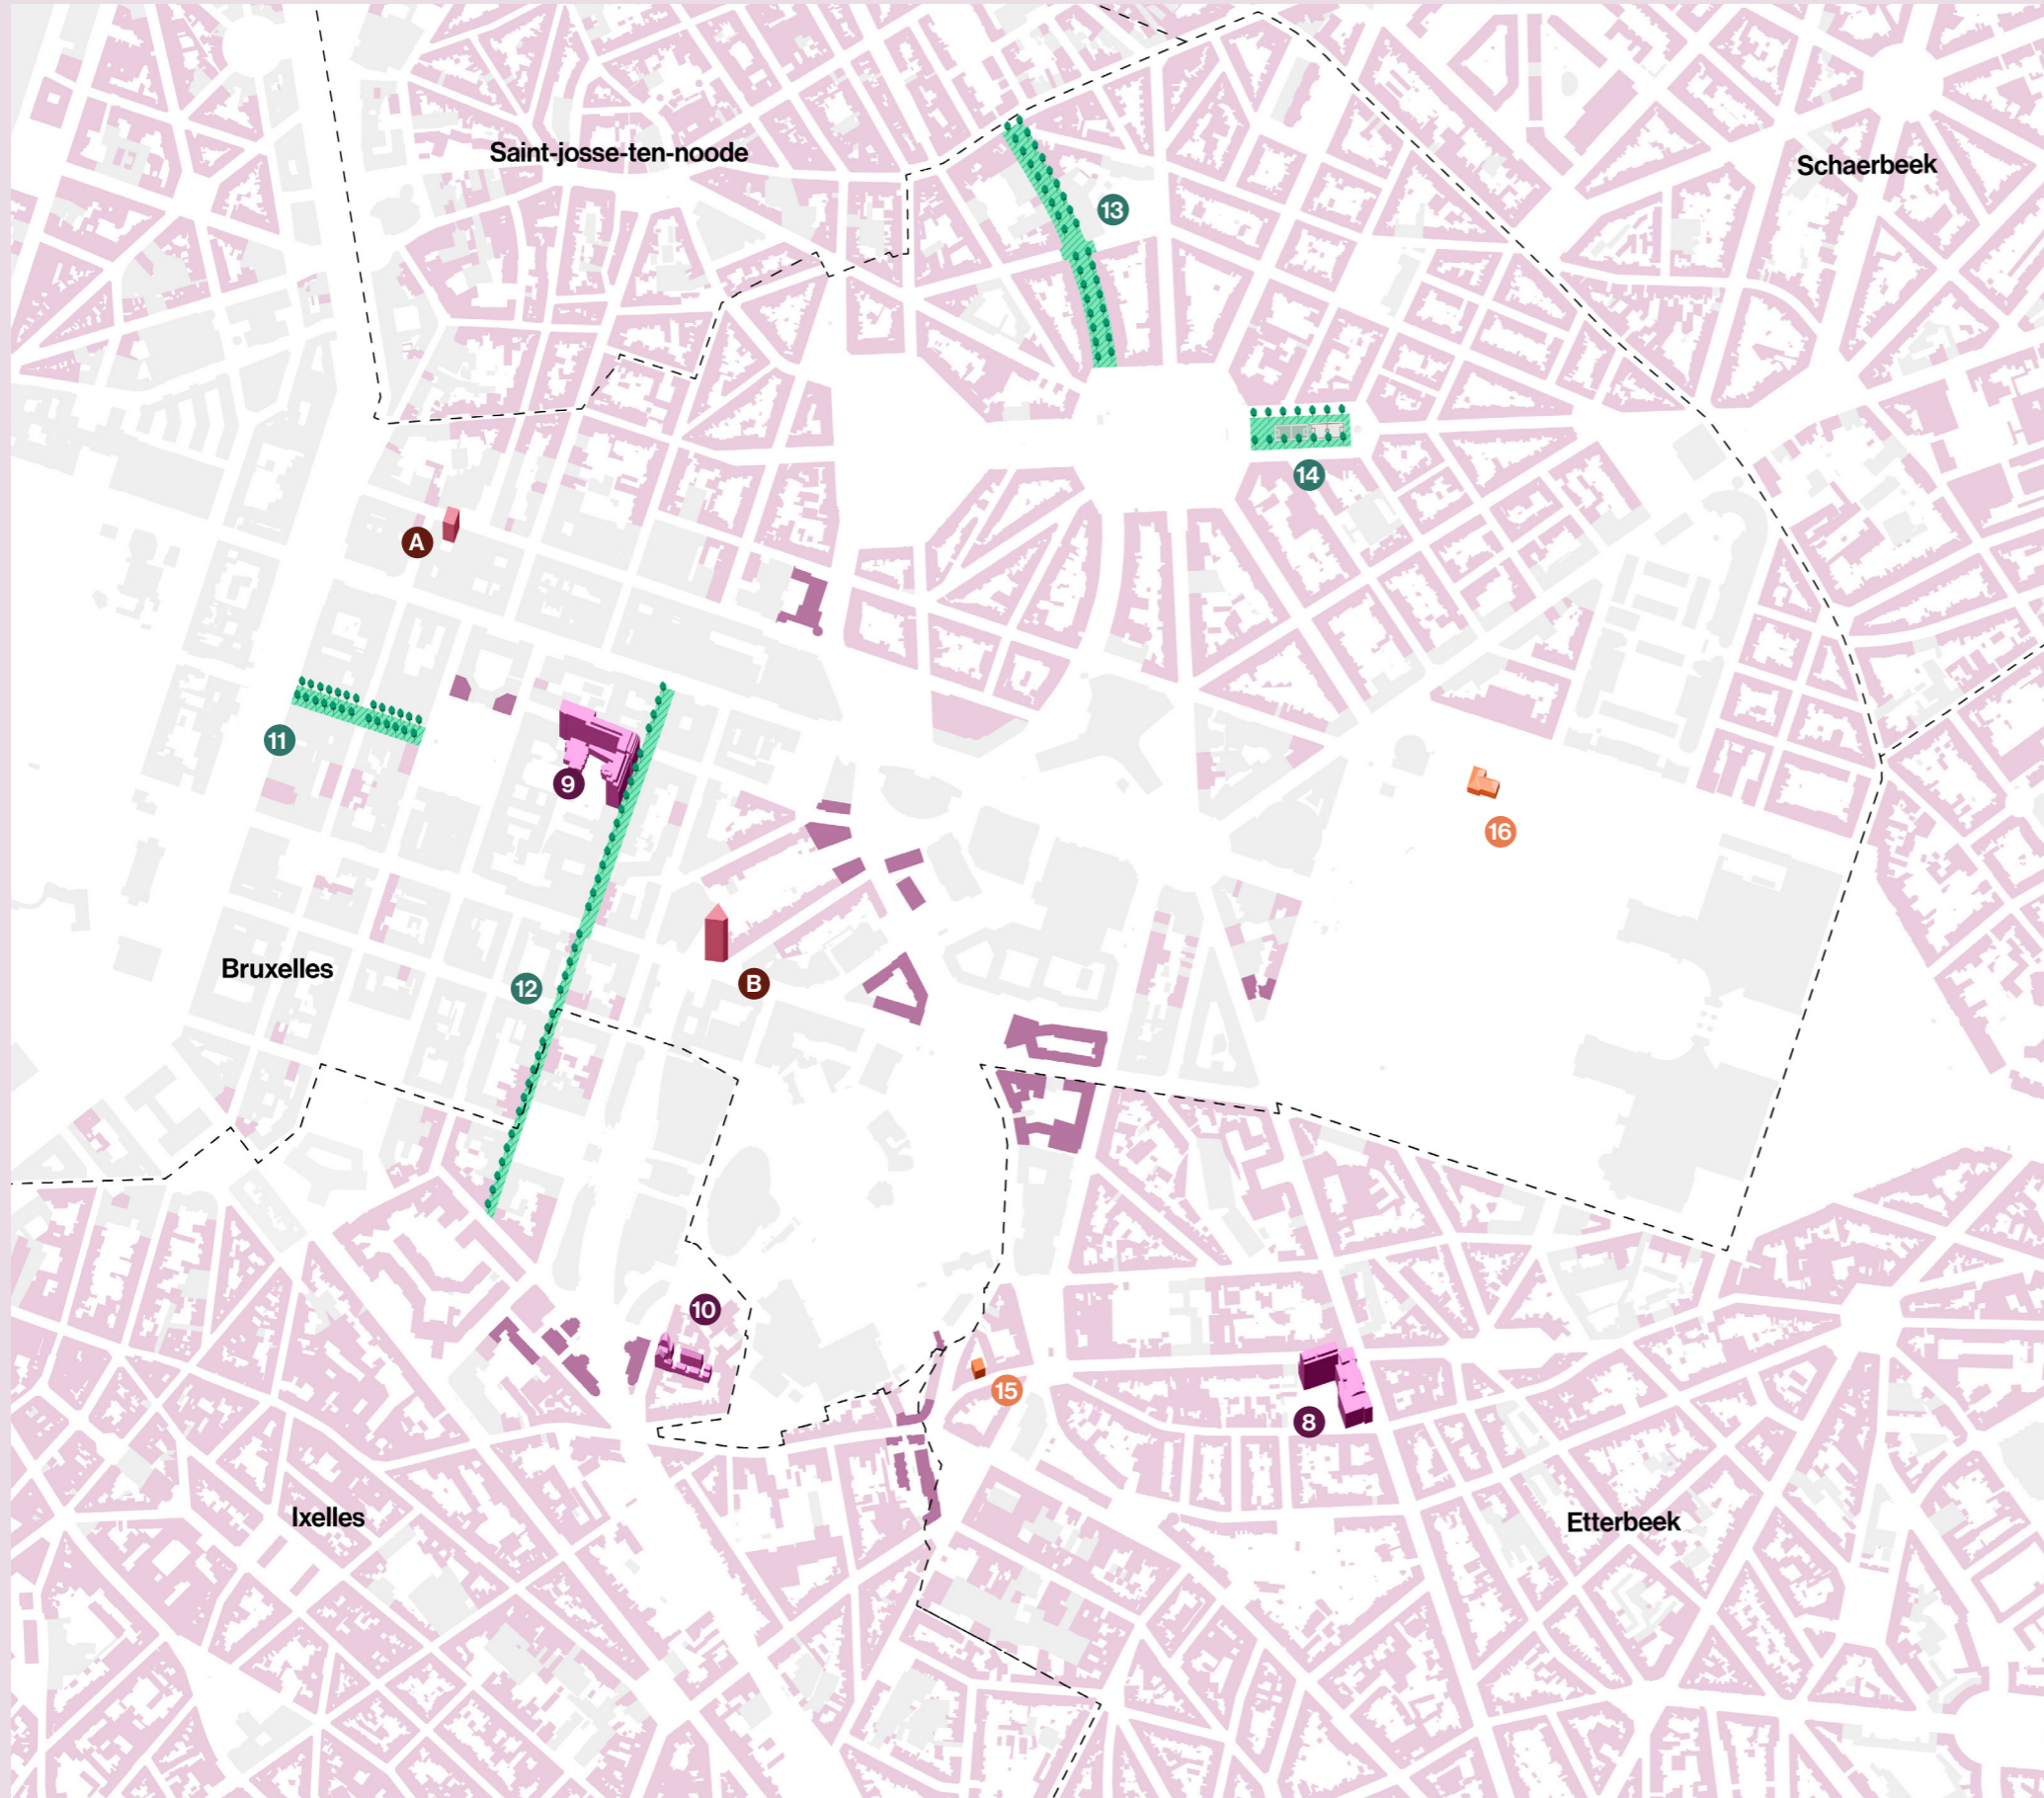 Saint-josse-ten-noode
Schaerbeek
13
14
A
11
9
16
B
Bruxelles
12
10
15
8
Ixelles
Etterbeek